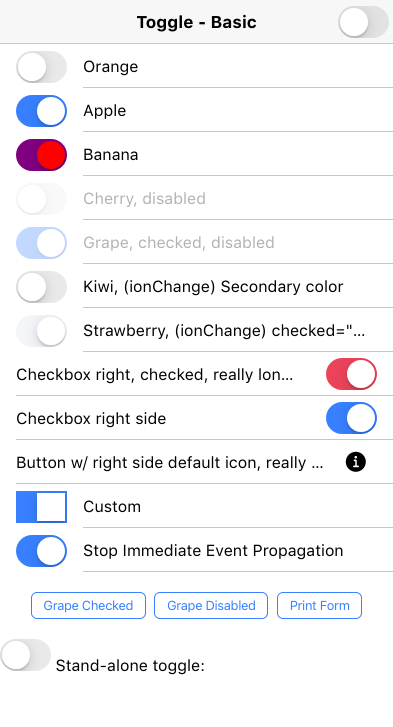 Toggle - Basic
Orange
Apple
Banana
Cherry, disabled
Grape, checked, disabled
Kiwi, (ionChange) Secondary color
Strawberry, (ionChange) checked="...
Checkbox right, checked, really lon...
Checkbox right side
Button w/ right side default icon, really ...
Custom
Stop Immediate Event Propagation
Grape Checked Grape Disabled Print Form
Stand-alone toggle: